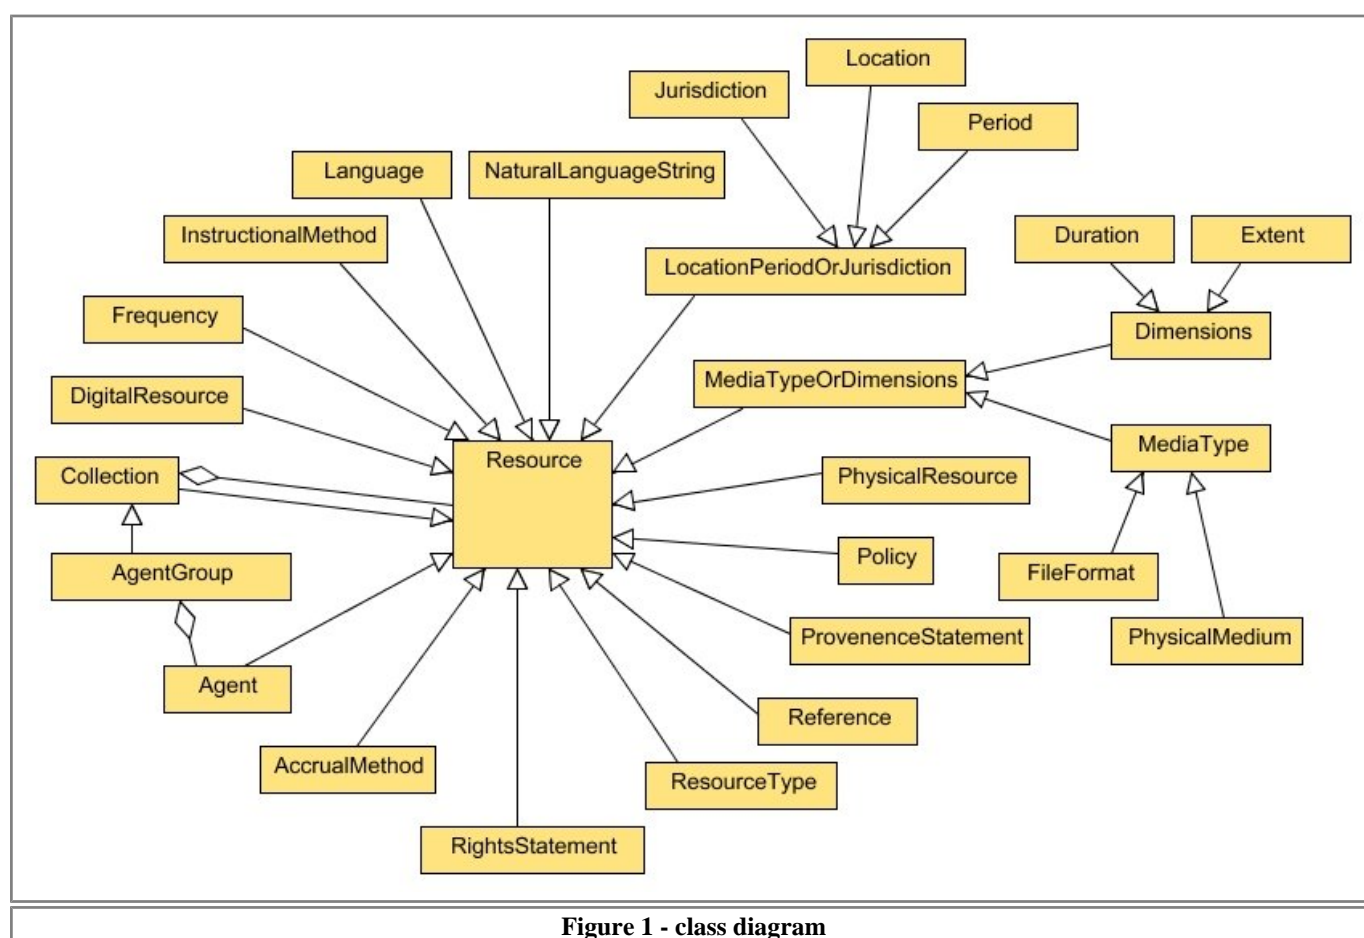 Location
Jurisdiction
Period
Language
NaturalLanguageString
InstructionalMethod
Duration
Extent
LocationPeriodOrJurisdiction
Frequency
Dimensions
MediaTypeOrDimensions
DigitalResource
MediaType
Resource
Collection
PhysicalResource
Policy
AgentGroup
FileFormat
ProvenenceStatement
PhysicalMedium
Agent
Reference
AccrualMethod
ResourceType
RightsStatement
Figure 1 - class diagram